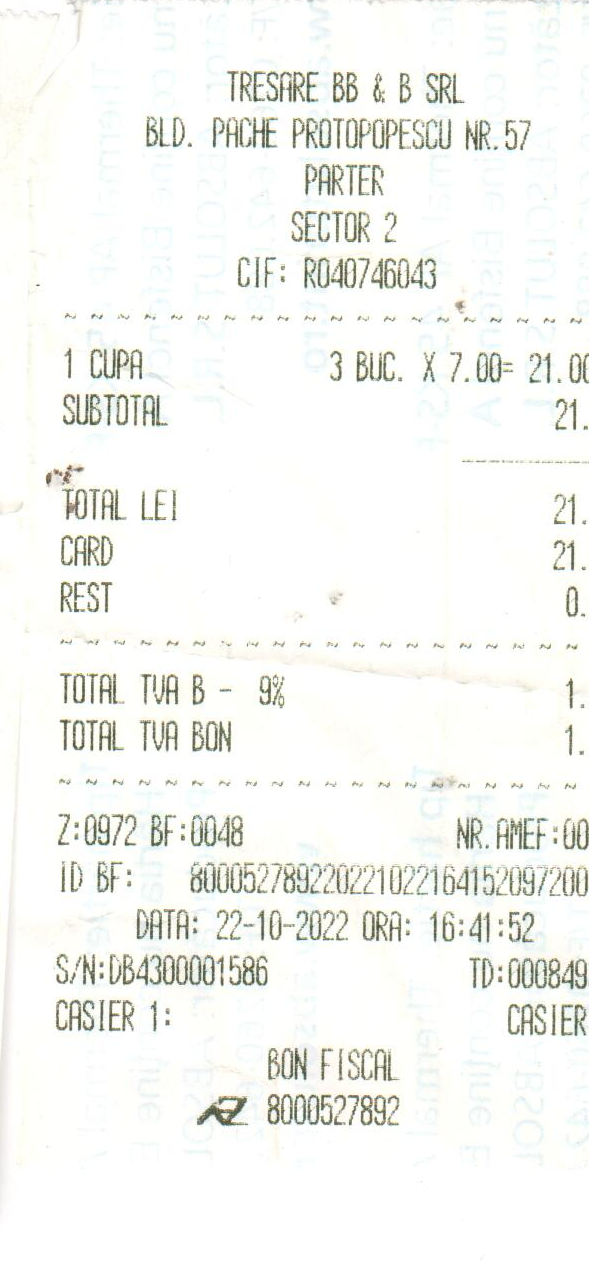 TRESARE BB & B SRL
BLD. PACHE PROTOPOPESCU NR.57
PARTER
SECTOR 2
CIF: RO40746043
1 CUPA 3 BUC. X 7.00= 21.00
SUBTOTAL 21.
TOTAL LEI 21.
CARD 21.
REST 0.
TOTAL TVA B - 9% 1.
TOTAL TVA BON 1.
Z:0972 BF:0048 NR.AMEF:00
ID BF: 800052789220221022164152097200
DATA: 22-10-2022 ORA: 16:41:52
S/N:DB4300001586 TD:000849
CASIER 1: CASIER
BON FISCAL
8000527892